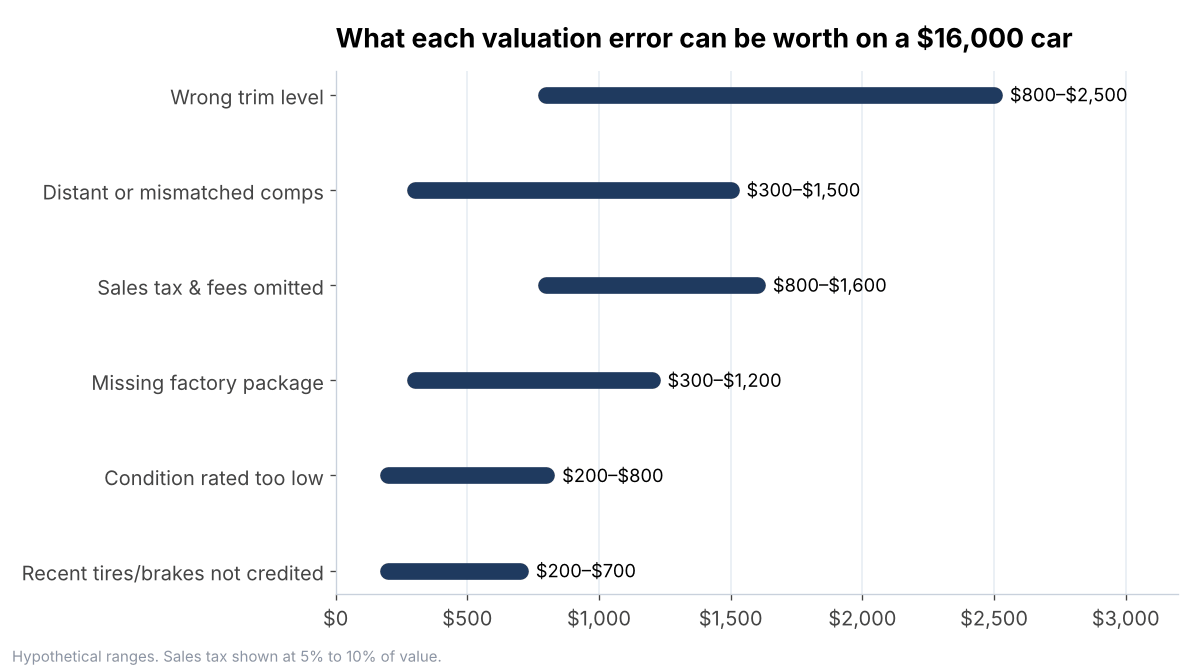 What each valuation error can be worth on a $16,000 car
Wrong trim level
$800–$2,500
Distant or mismatched comps
$300–$1,500
Sales tax & fees omitted
$800–$1,600
Missing factory package
$300–$1,200
Condition rated too low
$200–$800
Recent tires/brakes not credited
$200–$700
$0 $500 $1,000 $1,500 $2,000 $2,500 $3,000
Hypothetical ranges. Sales tax shown at 5% to 10% of value.